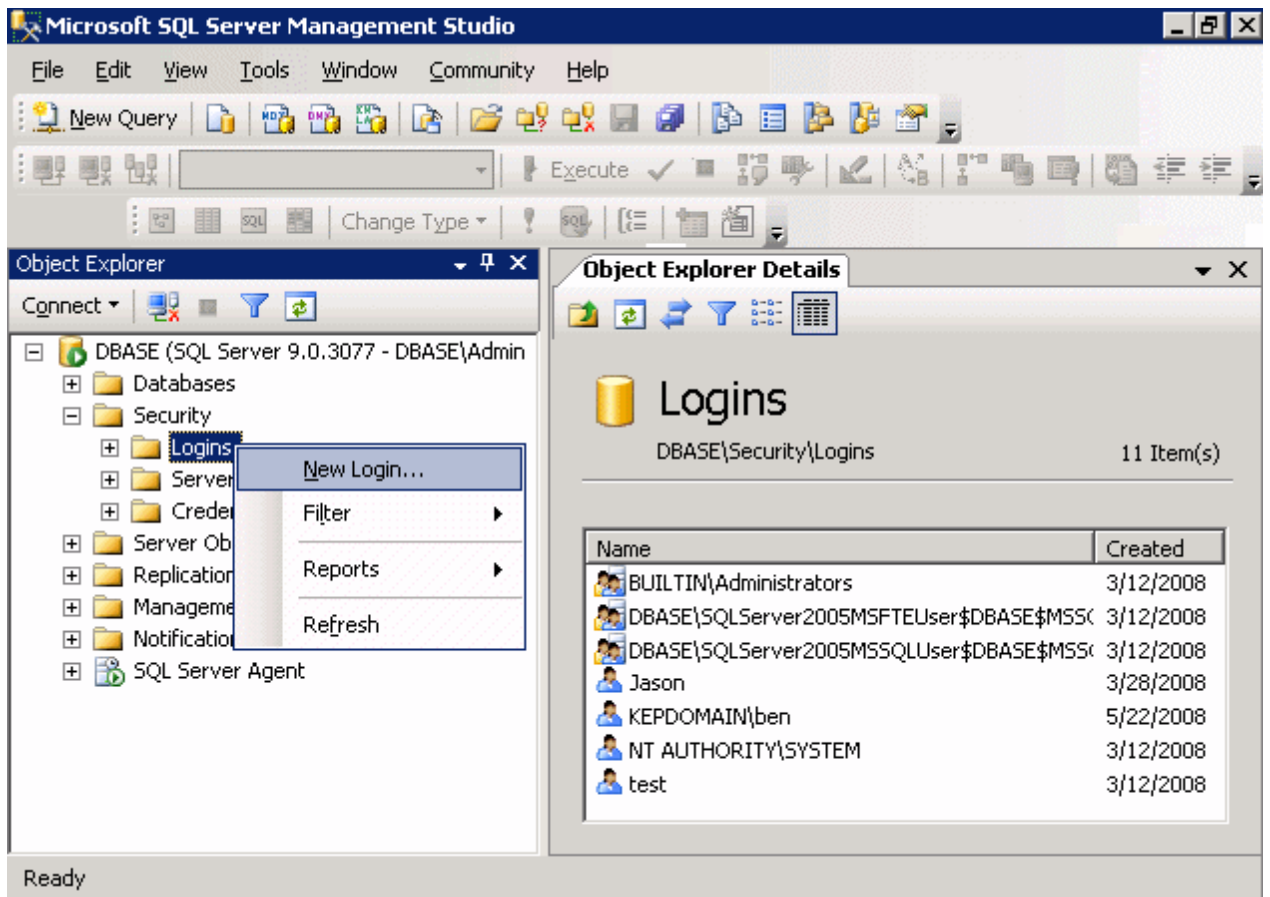 Microsoft SQL Server Management Studio
File Edit View Tools Window Community Help
New Query
Execute
Change Type
Object Explorer
Connect
DBASE (SQL Server 9.0.3077 - DBASE\Admin
Databases
Security
Logins
Server
Creden
Server Ob
Replication
Manageme
Notification
SQL Server Agent
New Login...
Filter
Reports
Refresh
Object Explorer Details
Logins
DBASE\Security\Logins 11 Item(s)
Name Created
BUILTIN\Administrators 3/12/2008
DBASE\SQLServer2005MSFTEUser$DBASE$MSS 3/12/2008
DBASE\SQLServer2005MSSQLUser$DBASE$MSS 3/12/2008
Jason 3/28/2008
KEPDOMAIN\ben 5/22/2008
NT AUTHORITY\SYSTEM 3/12/2008
test 3/12/2008
Ready